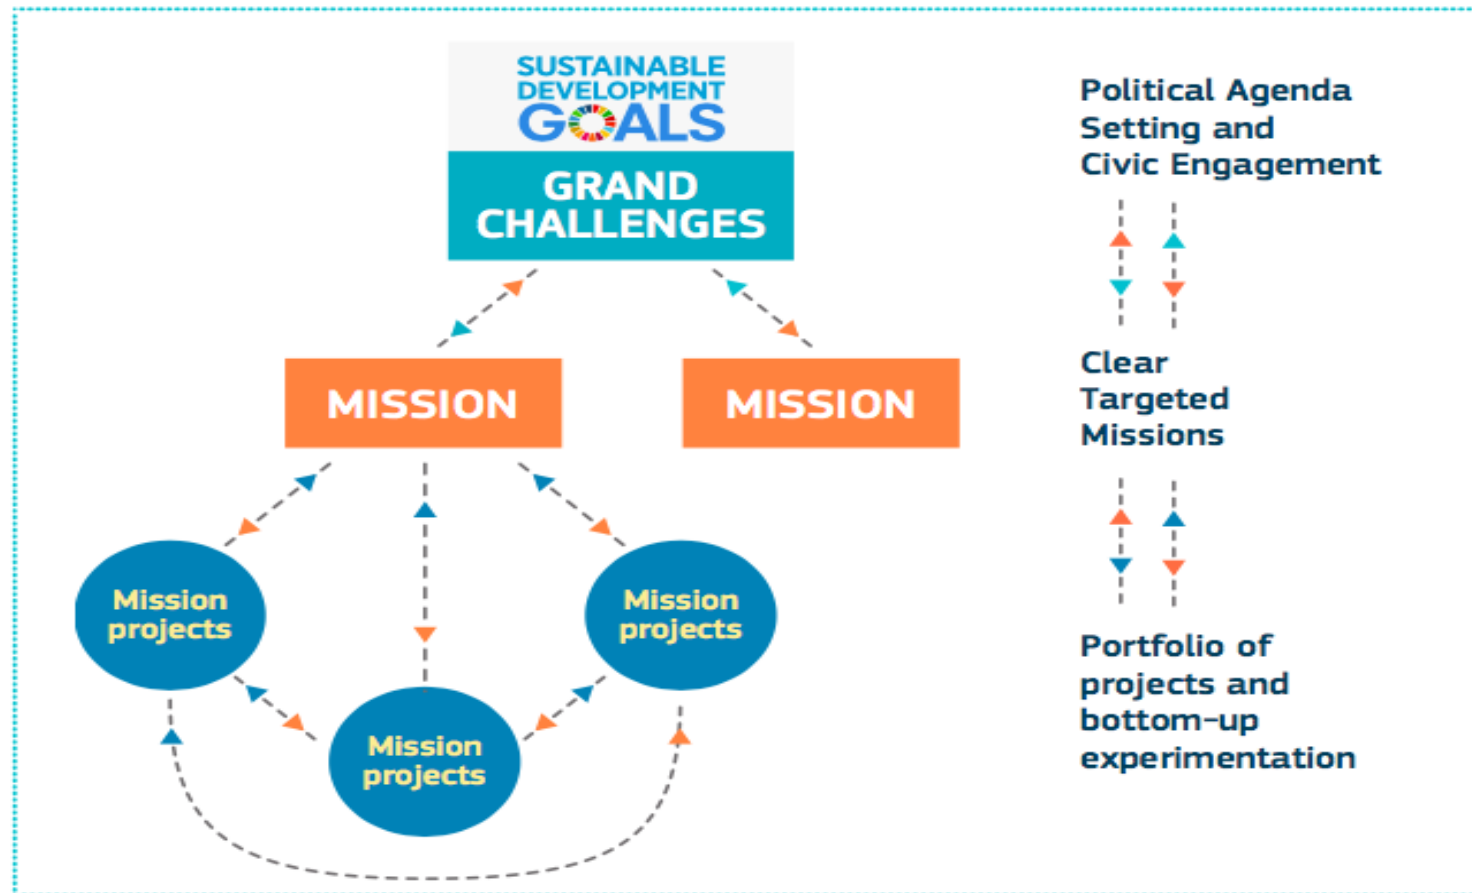 SUSTAINABLE
DEVELOPMENT
GOALS
GRAND
CHALLENGES
MISSION
MISSION
Mission
projects
Mission
projects
Mission
projects
Political Agenda
Setting and
Civic Engagement
Clear
Targeted
Missions
Portfolio of
projects and
bottom-up
experimentation